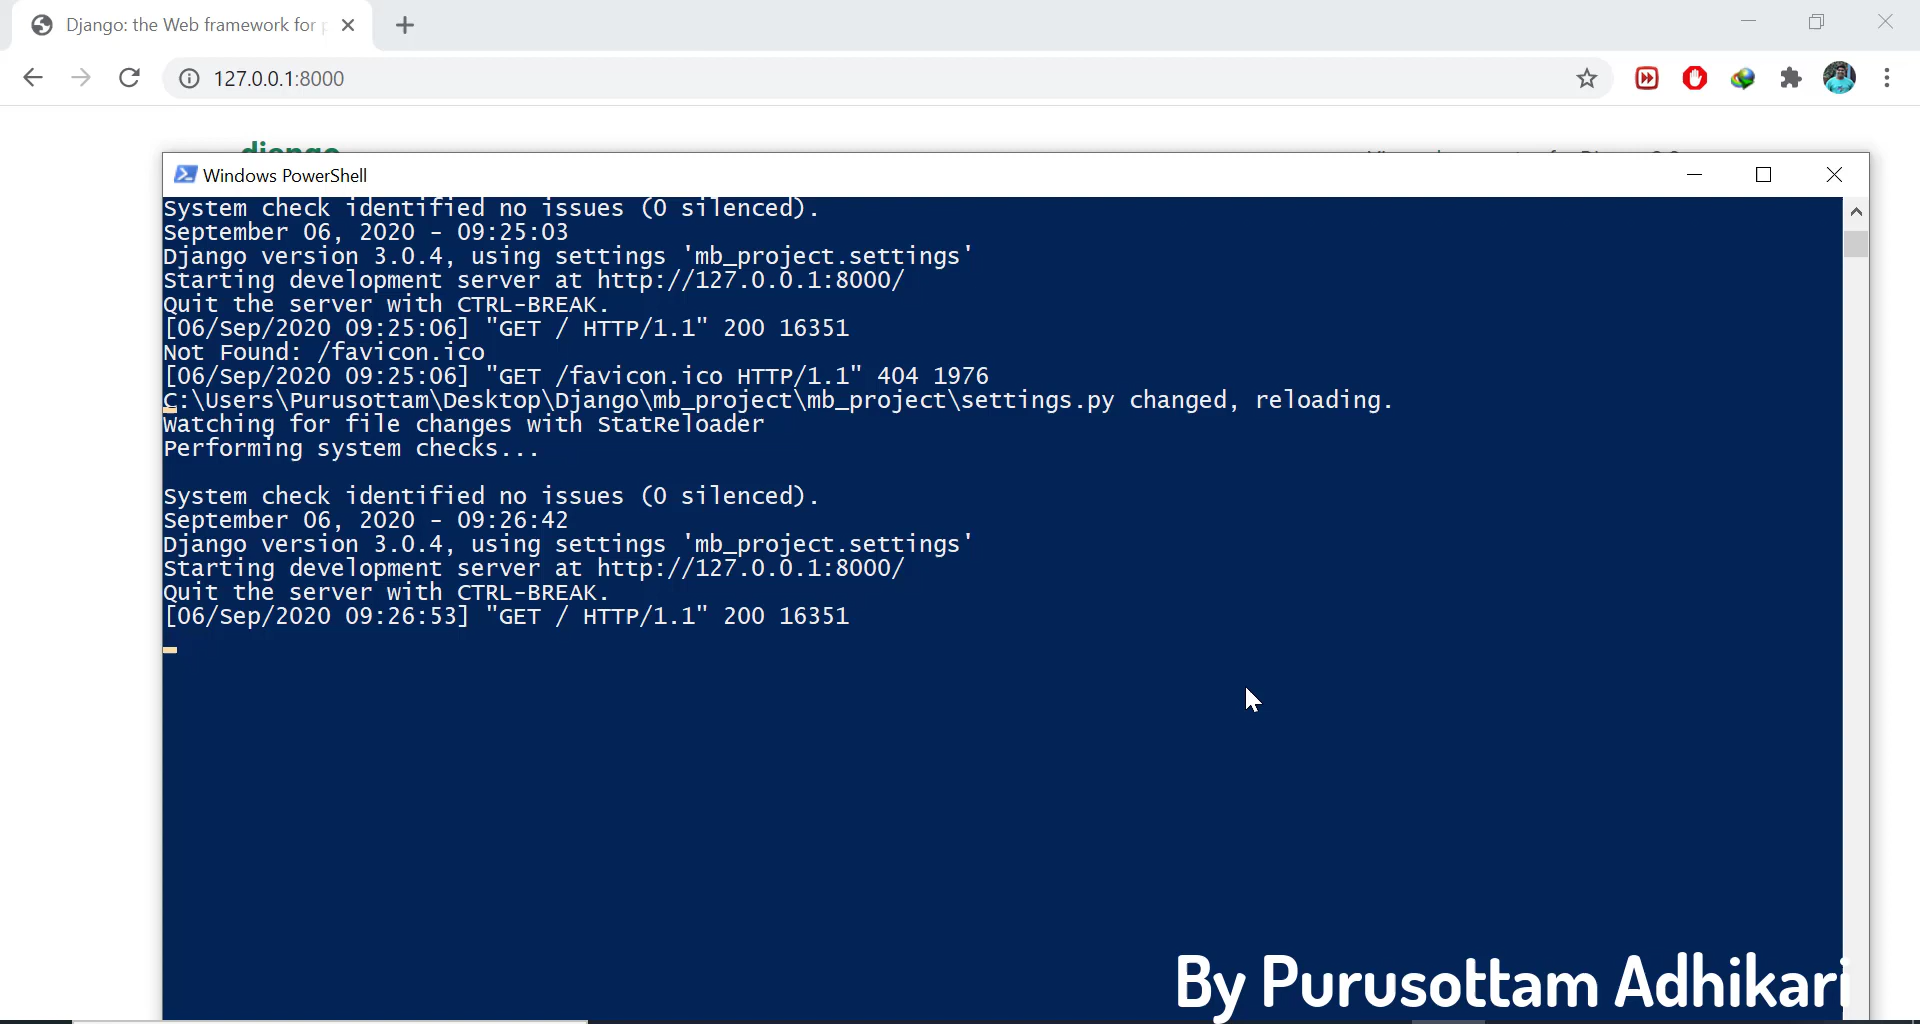 Django: the Web framework for
127.0.0.1:8000
django
Windows PowerShell
System check identified no issues (0 silenced).
September 06, 2020 - 09:25:03
Django version 3.0.4, using settings 'mb_project.settings'
Starting development server at http://127.0.0.1:8000/
Quit the server with CTRL-BREAK.
[06/Sep/2020 09:25:06] "GET / HTTP/1.1" 200 16351
Not Found: /favicon.ico
[06/Sep/2020 09:25:06] "GET /favicon.ico HTTP/1.1" 404 1976
C:\Users\Purusottam\Desktop\Django\mb_project\mb_project\settings.py changed, reloading.
Watching for file changes with StatReloader
Performing system checks...
System check identified no issues (0 silenced).
September 06, 2020 - 09:26:42
Django version 3.0.4, using settings 'mb_project.settings'
Starting development server at http://127.0.0.1:8000/
Quit the server with CTRL-BREAK.
[06/Sep/2020 09:26:53] "GET / HTTP/1.1" 200 16351
By Purusottam Adhikari